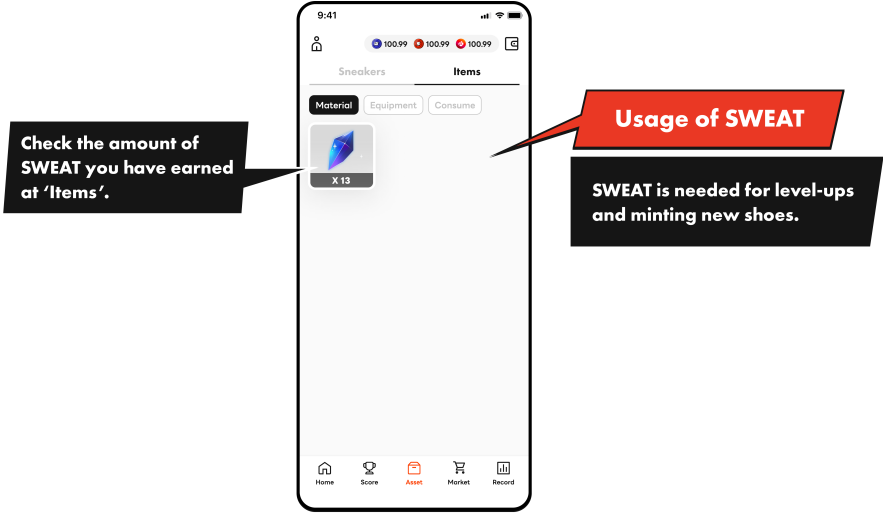 9:41
100.99 100.99 100.99
Sneakers Items
Material Equipment Consume
X 13
Check the amount of
SWEAT you have earned
at ‘Items’.
Usage of SWEAT
SWEAT is needed for level-ups
and minting new shoes.
Home Score Asset Market Record